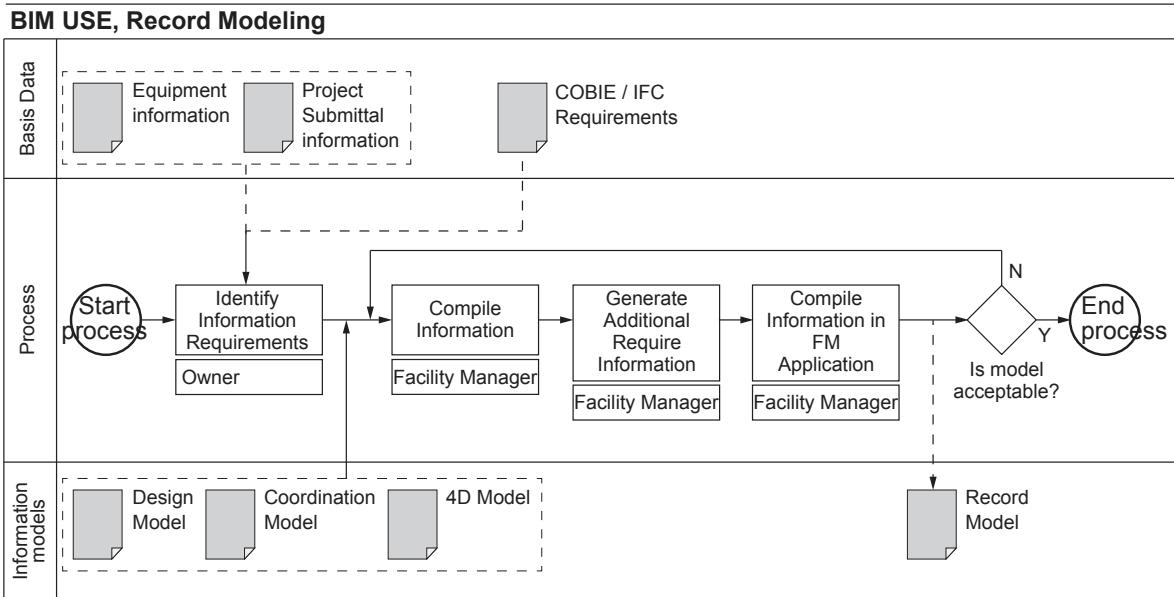 BIM USE, Record Modeling
Basis Data
Equipment
information
Project
Submittal
information
COBIE / IFC
Requirements
Process
Start
process
Identify
Information
Requirements
Owner
Compile
Information
Facility Manager
Generate
Additional
Require
Information
Facility Manager
Compile
Information in
FM
Application
Facility Manager
N
Y
Is model
acceptable?
End
process
Information
models
Design
Model
Coordination
Model
4D Model
Record
Model